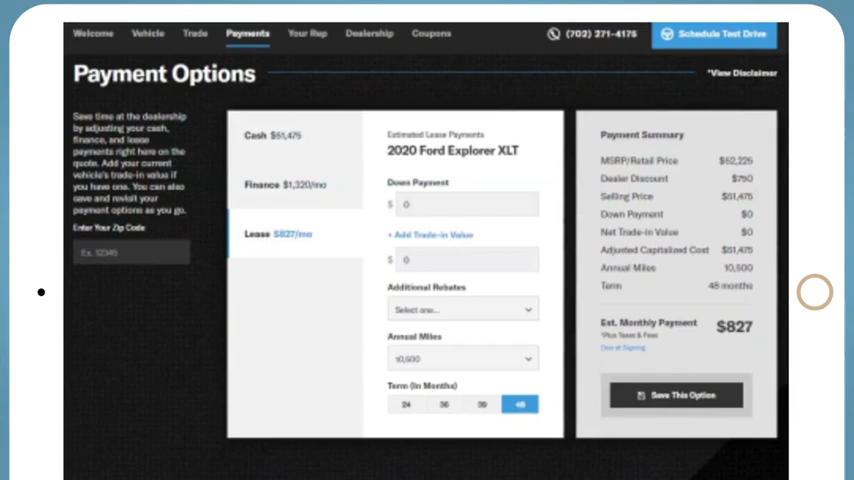 Welcome Vehicle Trade Payments Your Rep Dealership Coupons (702) 271-4175 Schedule Test Drive
Payment Options
*View Disclaimer
Save time at the dealership
by adjusting your cash,
finance, and lease
payments right here on the
quote. Add your current
vehicle's trade-in value if
you have one. You can also
save and revisit your
payment options as you go.
Enter Your Zip Code
Ex. 12345
Cash $51,475
Finance $1,320/mo
Lease $827/mo
Estimated Lease Payments
2020 Ford Explorer XLT
Down Payment
$ 0
+ Add Trade-in Value
$ 0
Additional Rebates
Select one...
Annual Miles
10,500
Term (In Months)
24 36 39 48
Payment Summary
MSRP/Retail Price $52,225
Dealer Discount $750
Selling Price $51,475
Down Payment $0
Net Trade-in Value $0
Adjusted Capitalized Cost $51,475
Annual Miles 10,500
Term 48 months
Est. Monthly Payment $827
*Plus Taxes & Fees
Due at Signing
Save This Option